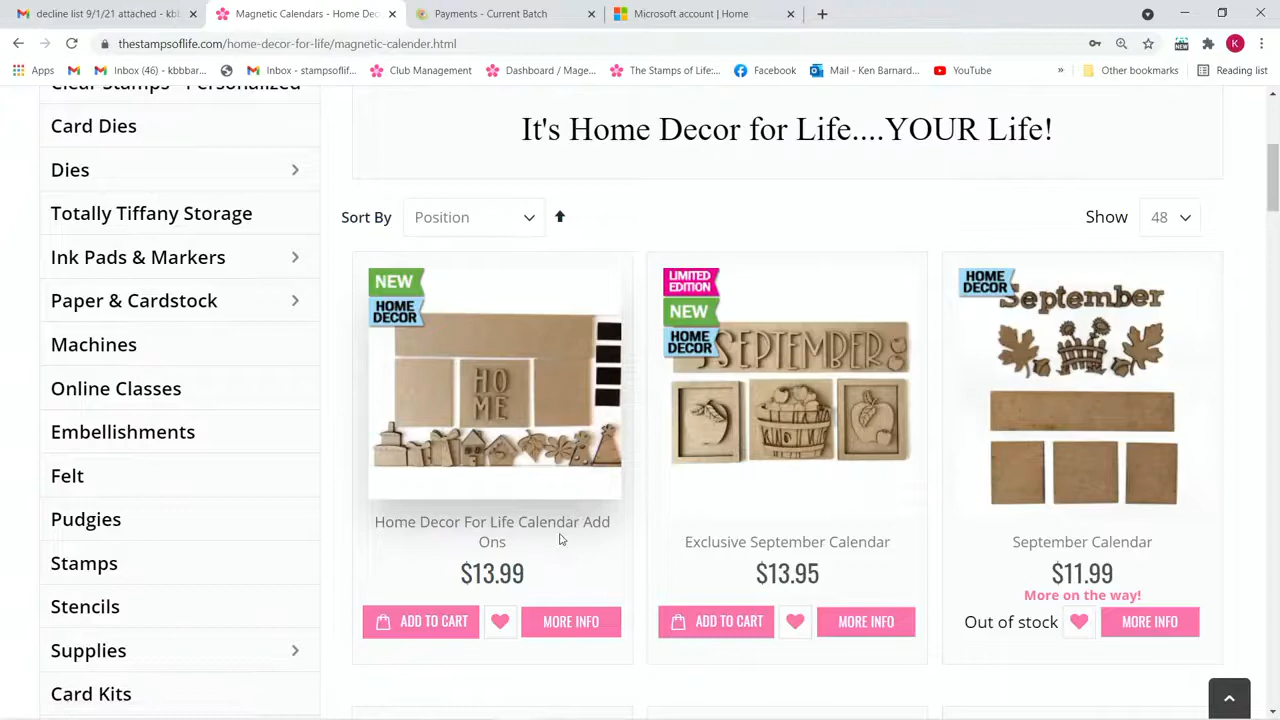 decline list 9/1/21 attached - kbl
Magnetic Calendars - Home Dec
Payments - Current Batch
Microsoft account | Home
thestampsoflife.com/home-decor-for-life/magnetic-calender.html
NEW
K
Apps
Inbox (46) - kbbbar...
Inbox - stampsoflif...
Club Management
Dashboard / Mage...
The Stamps of Life:...
Facebook
Mail - Ken Barnard...
YouTube
»
Other bookmarks
Reading list
Clear Stamps - Personalized
Card Dies
Dies
Totally Tiffany Storage
Ink Pads & Markers
Paper & Cardstock
Machines
Online Classes
Embellishments
Felt
Pudgies
Stamps
Stencils
Supplies
Card Kits
It's Home Decor for Life....YOUR Life!
Sort By
Position
Show
48
NEW
HOME
DECOR
HO
ME
Home Decor For Life Calendar Add
Ons
$13.99
ADD TO CART
MORE INFO
LIMITED
EDITION
NEW
HOME
DECOR
SEPTEMBER
Exclusive September Calendar
$13.95
ADD TO CART
MORE INFO
HOME
DECOR
September
September Calendar
$11.99
More on the way!
Out of stock
MORE INFO